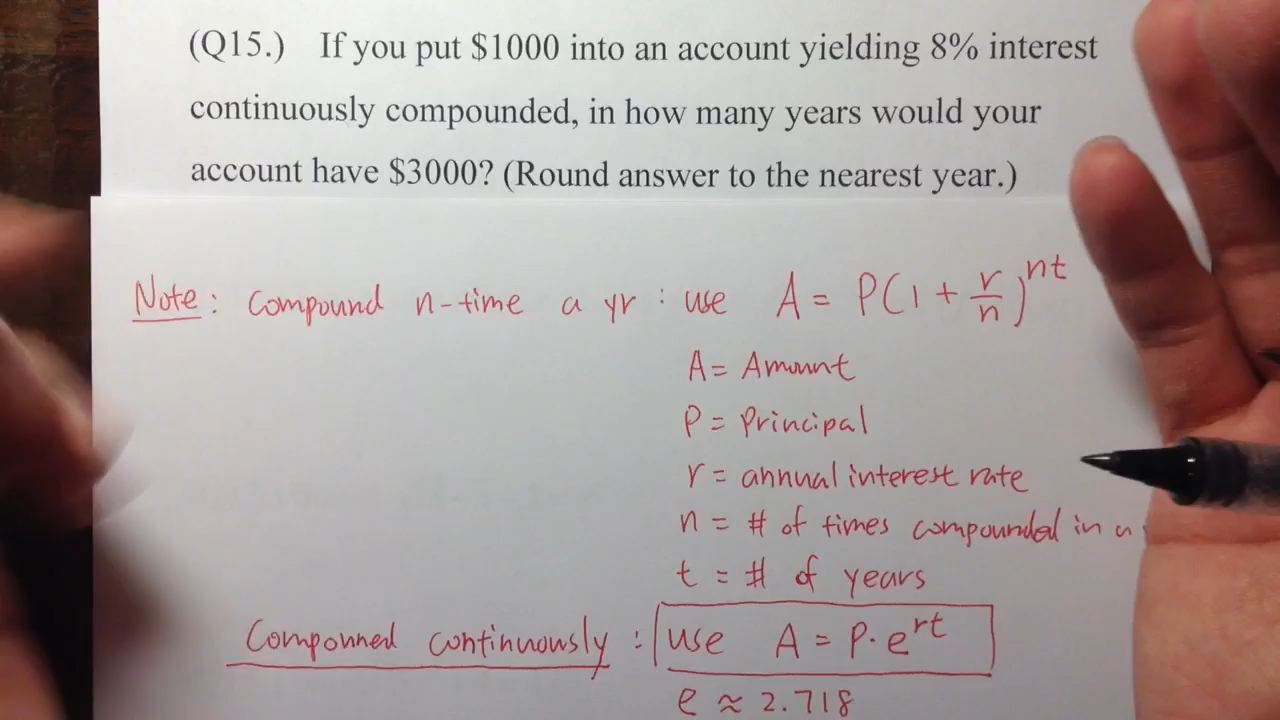 (Q15.) If you put $1000 into an account yielding 8% interest
continuously compounded, in how many years would your
account have $3000? (Round answer to the nearest year.)
Note: Compound n-time a yr : use A = P(1 + r/n)^nt
A = Amount
P = Principal
r = annual interest rate
n = # of times compounded in a
t = # of years
Componned continuously : use A = P·e^rt
e ≈ 2.718